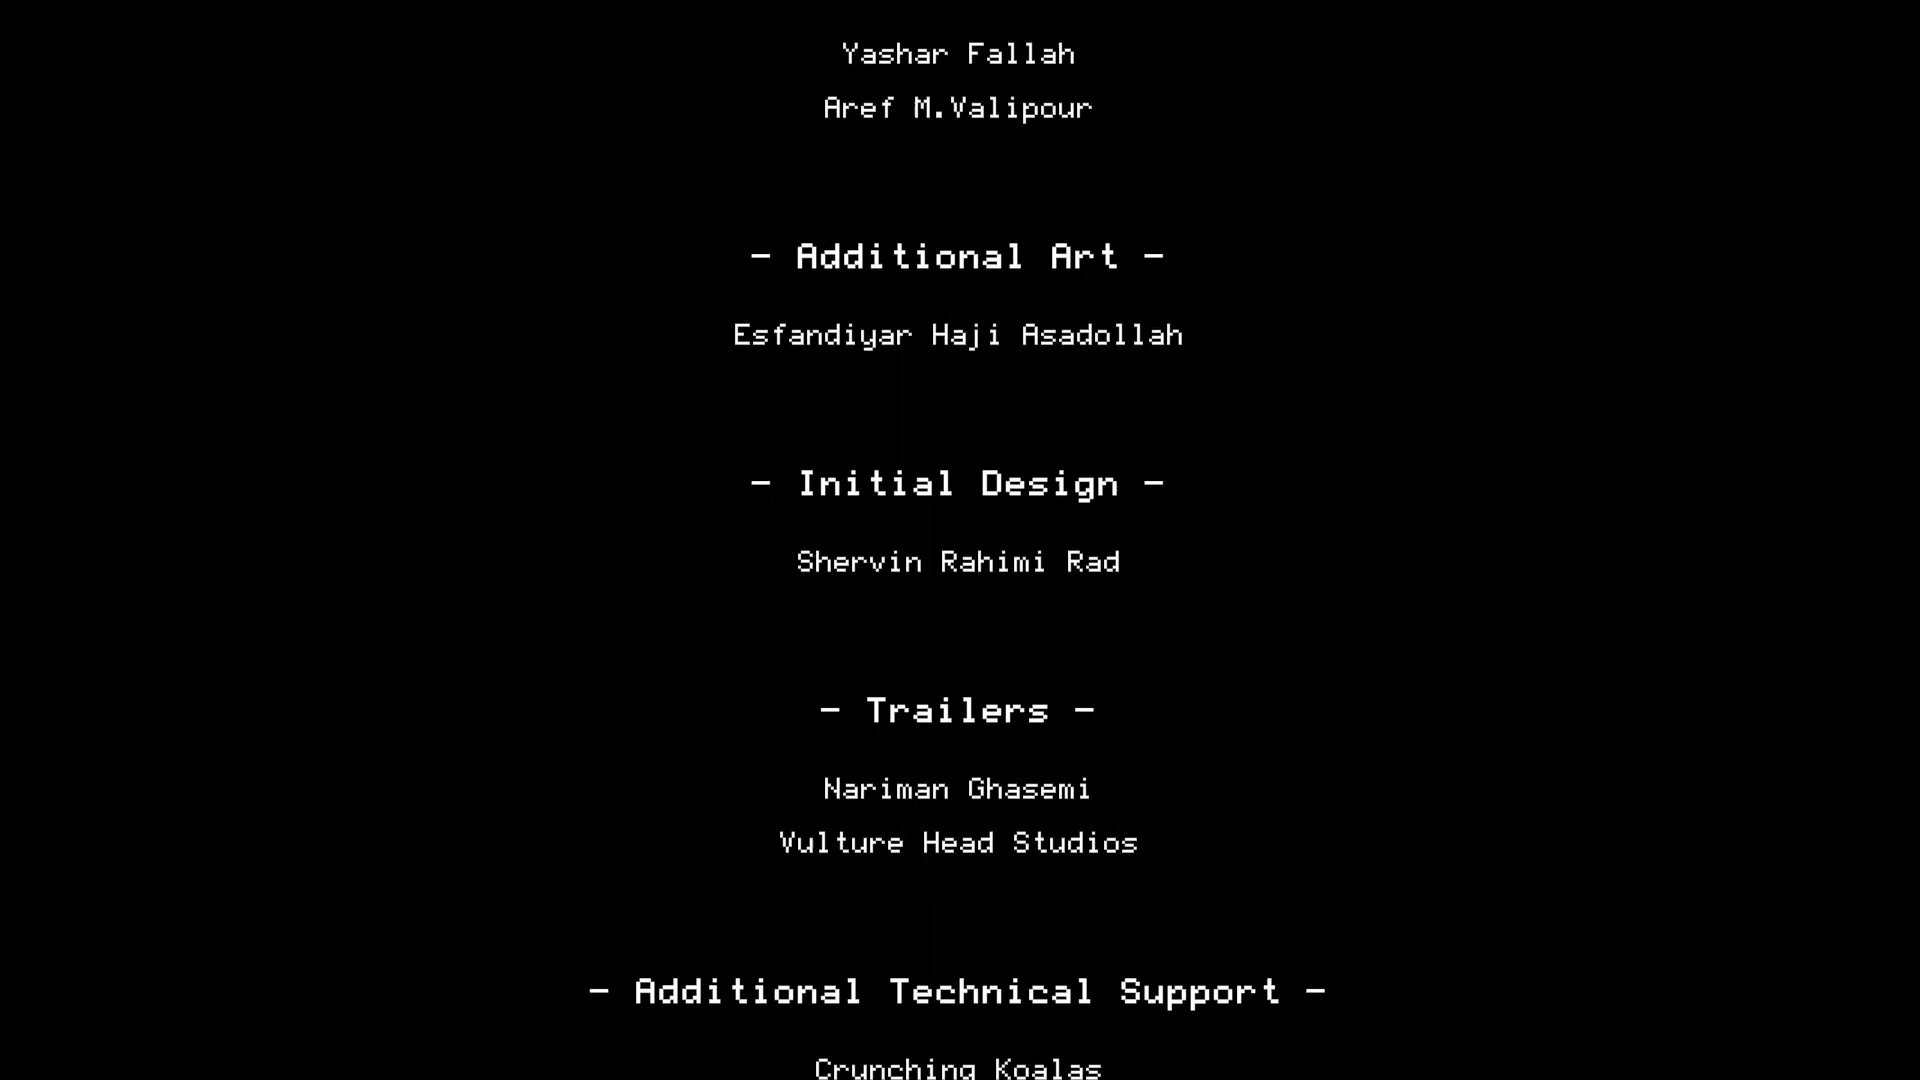 Yashar Fallah
Aref M.Valipour
- Additional Art -
Esfandiyar Haji Asadollah
- Initial Design -
Shervin Rahimi Rad
- Trailers -
Nariman Ghasemi
Vulture Head Studios
- Additional Technical Support -
Crunching Koalas